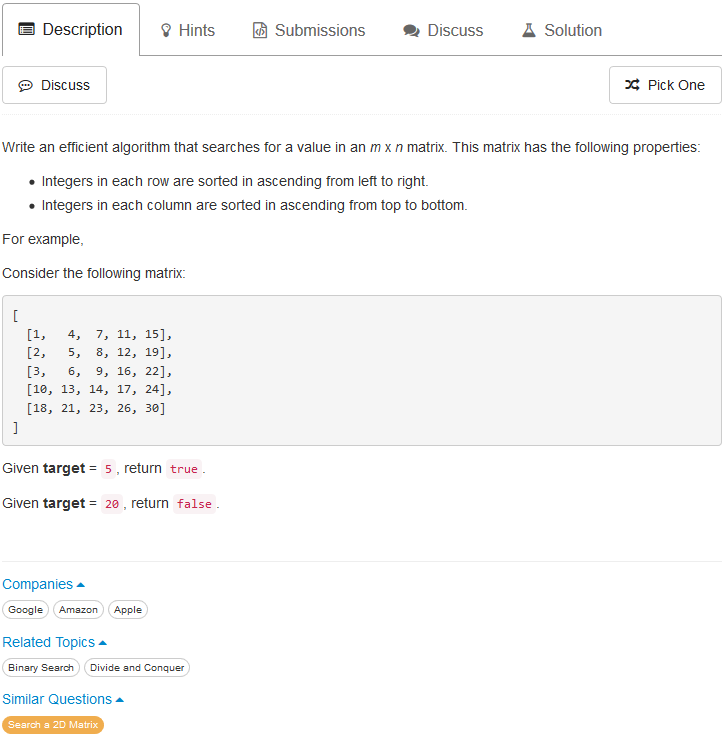 Description Hints Submissions Discuss Solution
Discuss Pick One
Write an efficient algorithm that searches for a value in an m x n matrix. This matrix has the following properties:
• Integers in each row are sorted in ascending from left to right.
• Integers in each column are sorted in ascending from top to bottom.
For example,
Consider the following matrix:
[
  [1,   4,  7, 11, 15],
  [2,   5,  8, 12, 19],
  [3,   6,  9, 16, 22],
  [10, 13, 14, 17, 24],
  [18, 21, 23, 26, 30]
]
Given target = 5, return true.
Given target = 20, return false.
Companies
Google Amazon Apple
Related Topics
Binary Search Divide and Conquer
Similar Questions
Search a 2D Matrix